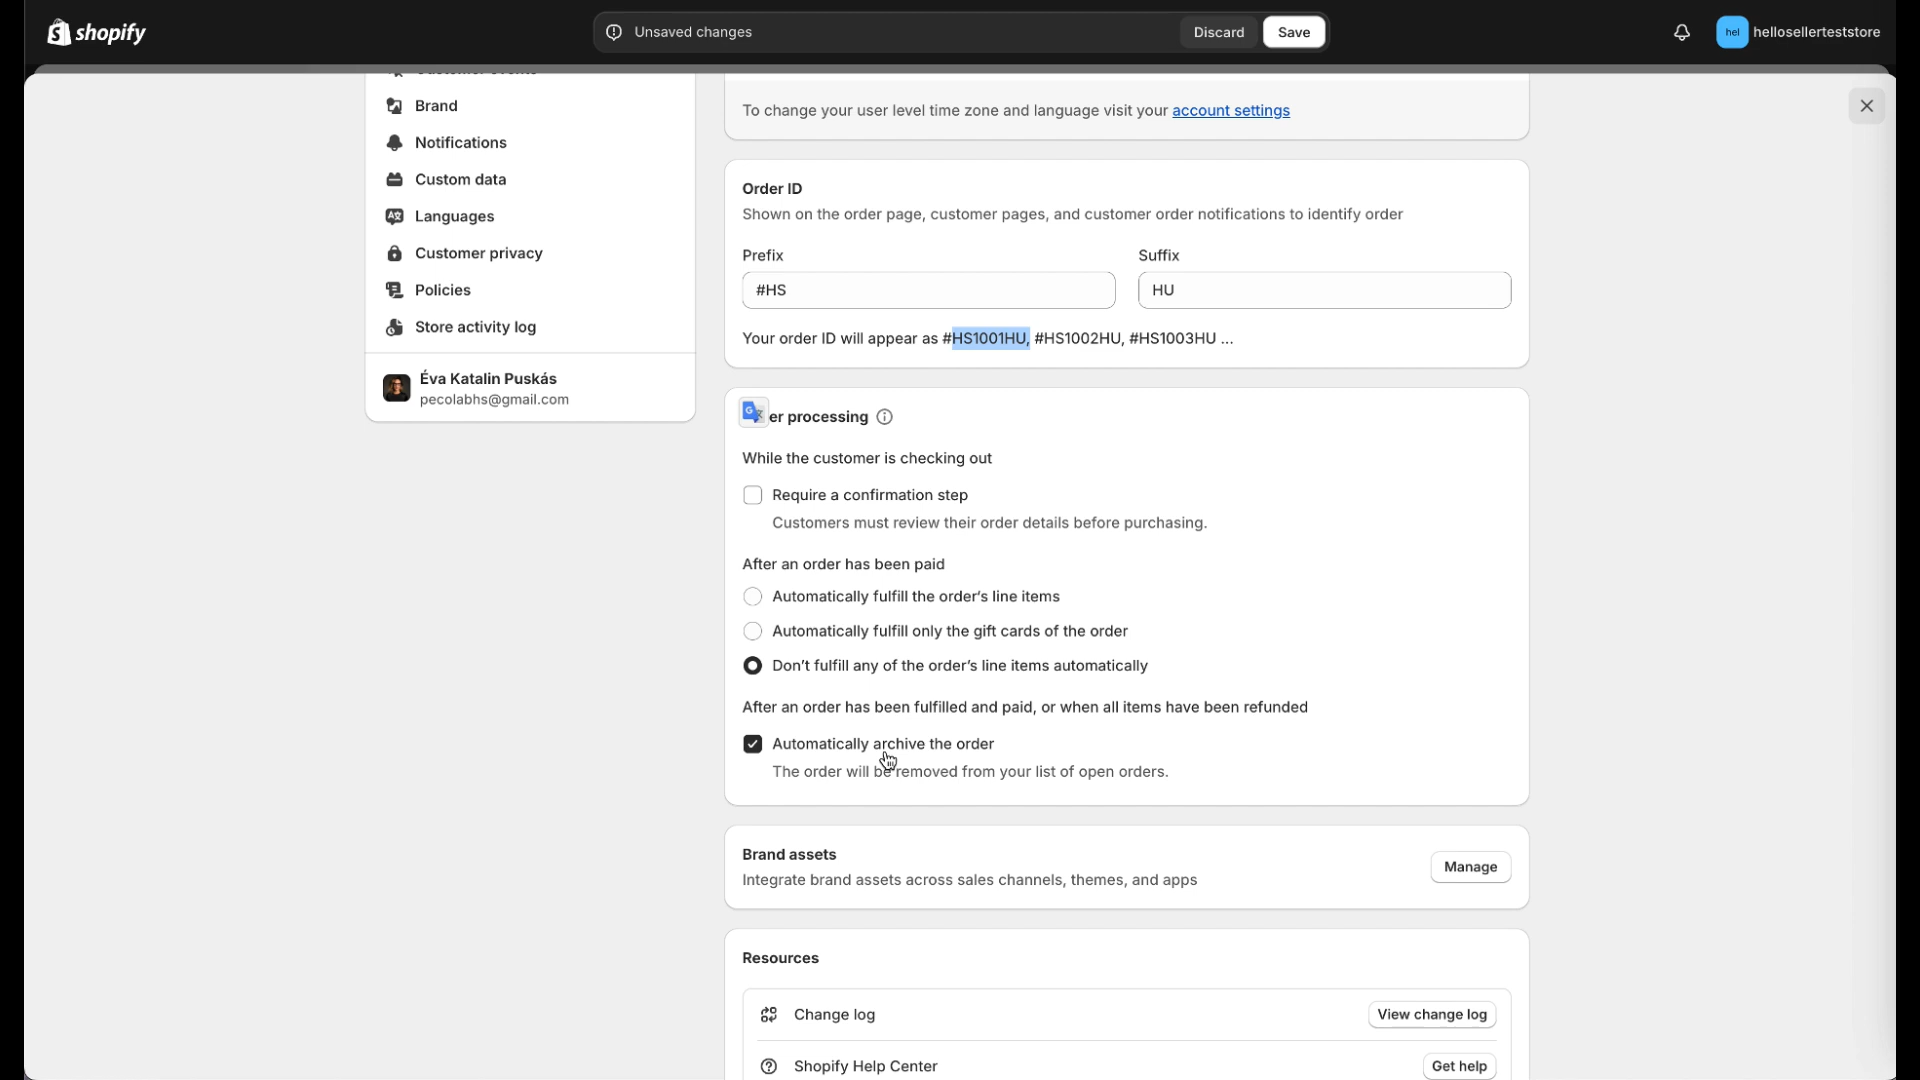 shopify
Unsaved changes
Discard
Save
hel
hellosellerteststore
Brand
Notifications
Custom data
Languages
Customer privacy
Policies
Store activity log
Éva Katalin Puskás
pecolabhs@gmail.com
To change your user level time zone and language visit your account settings
Order ID
Shown on the order page, customer pages, and customer order notifications to identify order
Prefix
Suffix
#HS
HU
Your order ID will appear as #HS1001HU, #HS1002HU, #HS1003HU ...
er processing
While the customer is checking out
Require a confirmation step
Customers must review their order details before purchasing.
After an order has been paid
Automatically fulfill the order's line items
Automatically fulfill only the gift cards of the order
Don't fulfill any of the order's line items automatically
After an order has been fulfilled and paid, or when all items have been refunded
Automatically archive the order
The order will be removed from your list of open orders.
Brand assets
Integrate brand assets across sales channels, themes, and apps
Manage
Resources
Change log
View change log
Shopify Help Center
Get help